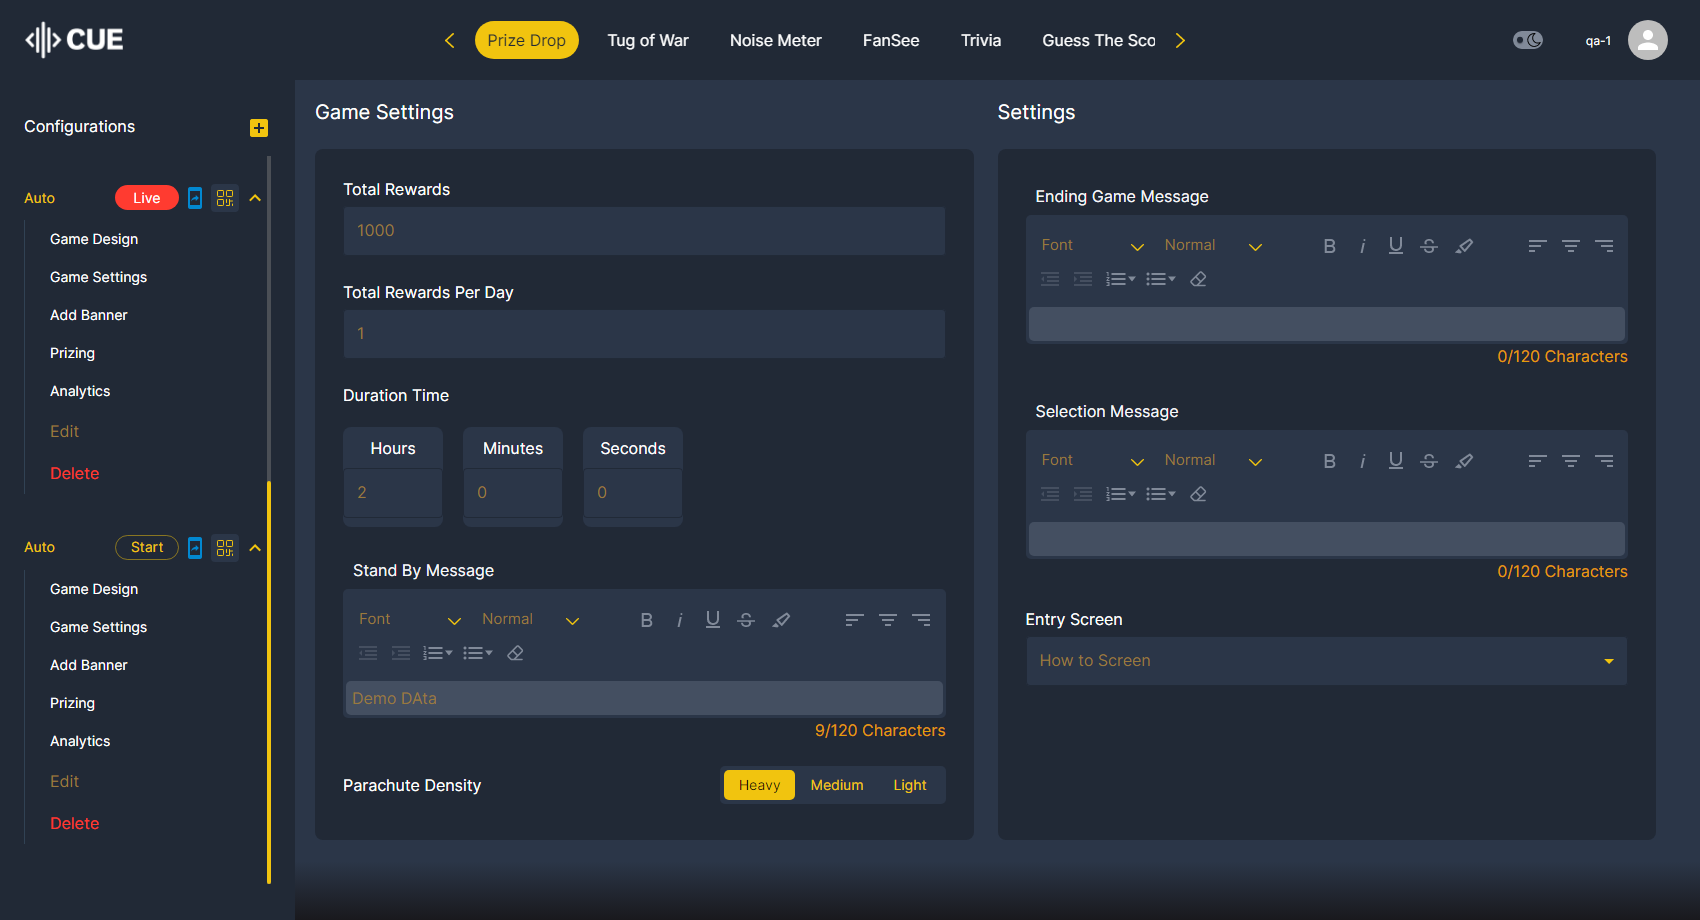 CUE
Prize Drop
Tug of War
Noise Meter
FanSee
Trivia
Guess The Sco
qa-1
Configurations
Auto
Live
Game Design
Game Settings
Add Banner
Prizing
Analytics
Edit
Delete
Auto
Start
Game Design
Game Settings
Add Banner
Prizing
Analytics
Edit
Delete
Game Settings
Total Rewards
1000
Total Rewards Per Day
1
Duration Time
Hours
Minutes
Seconds
2
0
0
Stand By Message
Font
Normal
Demo DAta
9/120 Characters
Parachute Density
Heavy
Medium
Light
Settings
Ending Game Message
Font
Normal
0/120 Characters
Selection Message
Font
Normal
0/120 Characters
Entry Screen
How to Screen